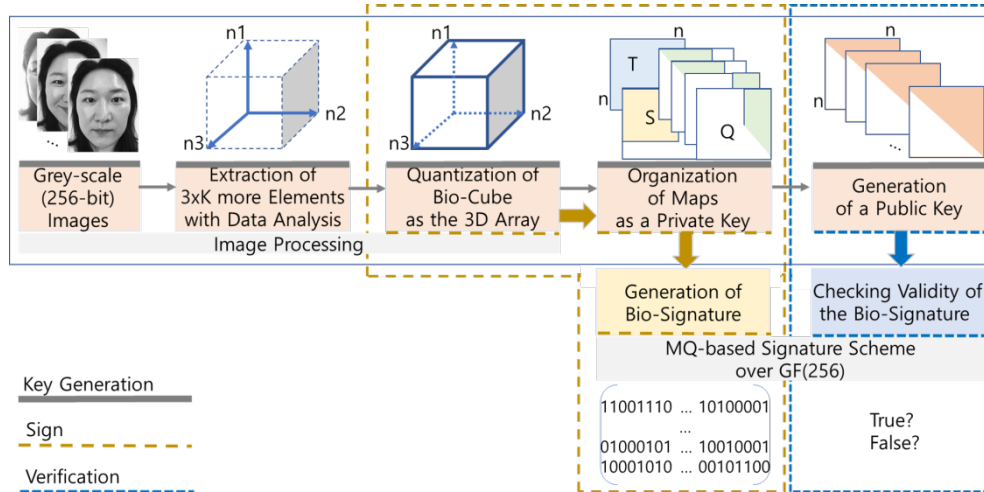 n1
n2
n3
...
n1
n2
n3
n
n
T
S
Q
n
n
...
Grey-scale
(256-bit)
Images
Extraction of
3xK more Elements
with Data Analysis
Quantization of
Bio-Cube
as the 3D Array
Organization
of Maps
as a Private Key
Generation
of a Public Key
Image Processing
Generation of
Bio-Signature
Checking Validity of
the Bio-Signature
MQ-based Signature Scheme
over GF(256)
Key Generation
Sign
Verification
11001110 ... 10100001
...
01000101 ... 10010001
10001010 ... 00101100
True?
False?